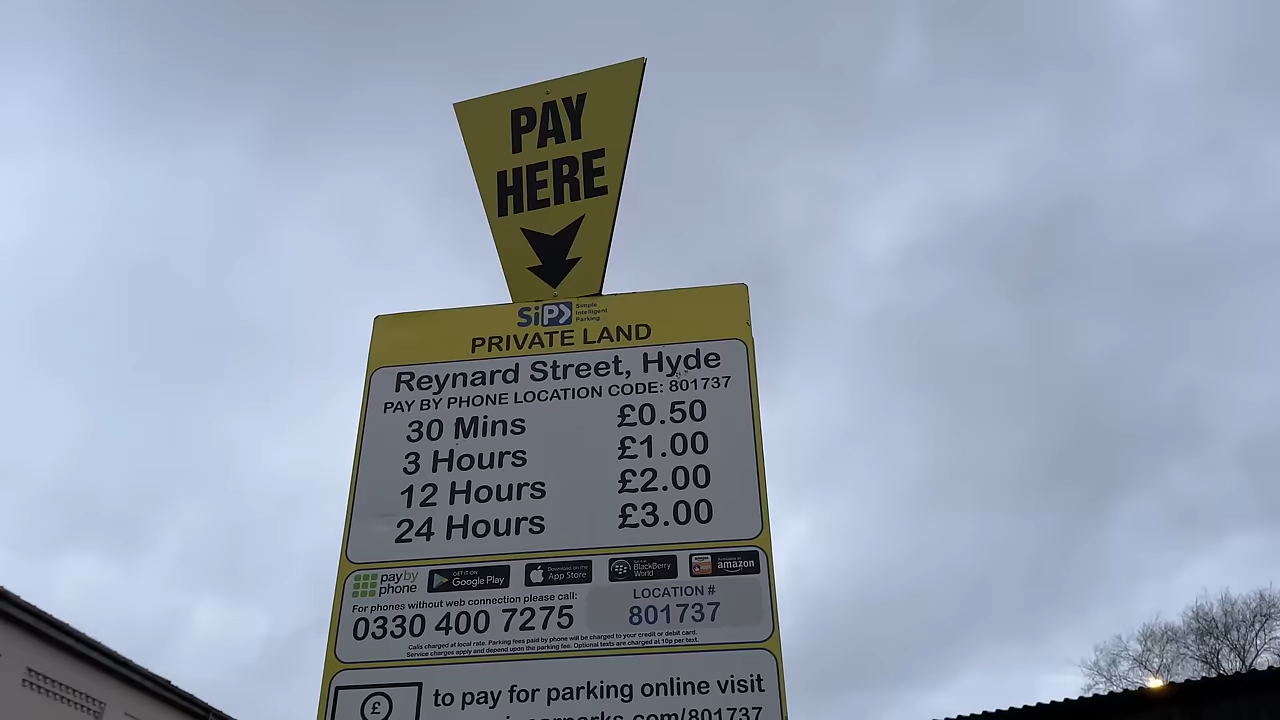 PAY
HERE
SiP Simple Intelligent Parking
PRIVATE LAND
Reynard Street, Hyde
PAY BY PHONE LOCATION CODE: 801737
30 Mins £0.50
3 Hours £1.00
12 Hours £2.00
24 Hours £3.00
pay by phone GET IT ON Google Play Download on the App Store BlackBerry World amazon
For phones without web connection please call:
0330 400 7275
LOCATION #
801737
Calls charged at local rate. Parking fees paid by phone will be charged to your credit or debit card.
Service charges apply and depend upon the parking fee. Optional texts are charged at 10p per text.
£
to pay for parking online visit
carparks.com/801737